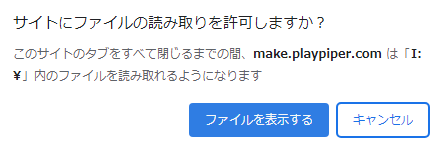 サイトにファイルの読み取りを許可しますか？
このサイトのタブをすべて閉じるまでの間、make.playpiper.com は「I:
¥」内のファイルを読み取れるようになります
ファイルを表示する キャンセル